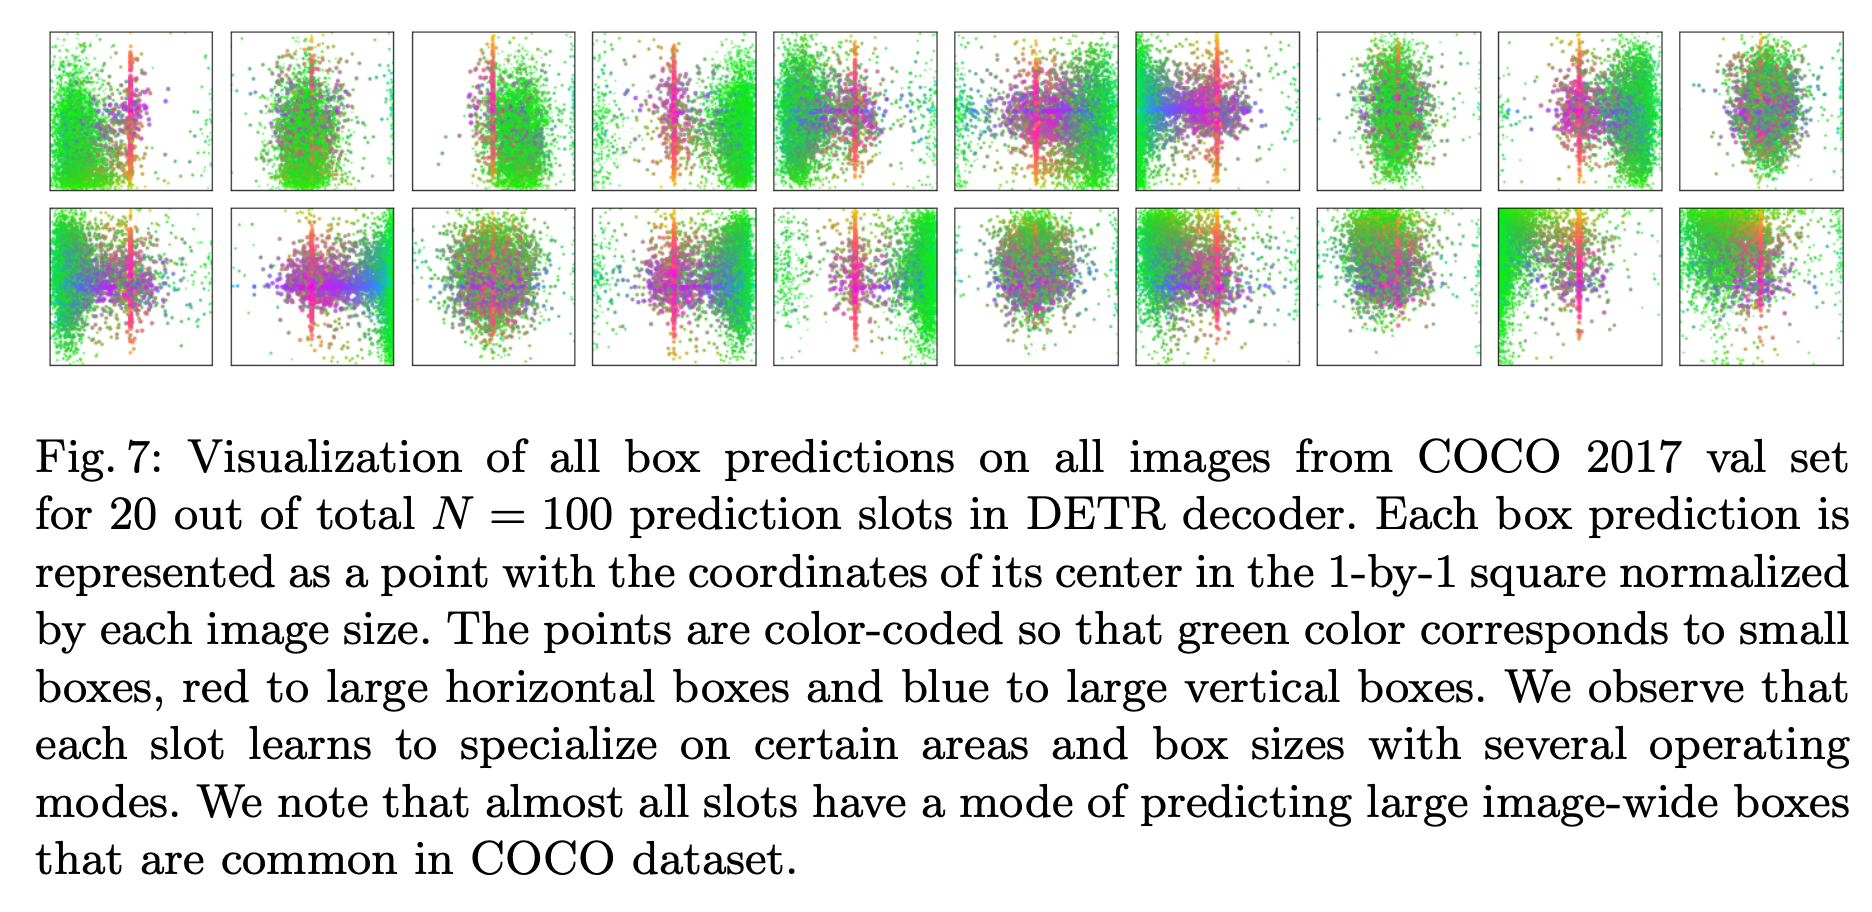 Fig. 7: Visualization of all box predictions on all images from COCO 2017 val set
for 20 out of total N = 100 prediction slots in DETR decoder. Each box prediction is
represented as a point with the coordinates of its center in the 1-by-1 square normalized
by each image size. The points are color-coded so that green color corresponds to small
boxes, red to large horizontal boxes and blue to large vertical boxes. We observe that
each slot learns to specialize on certain areas and box sizes with several operating
modes. We note that almost all slots have a mode of predicting large image-wide boxes
that are common in COCO dataset.